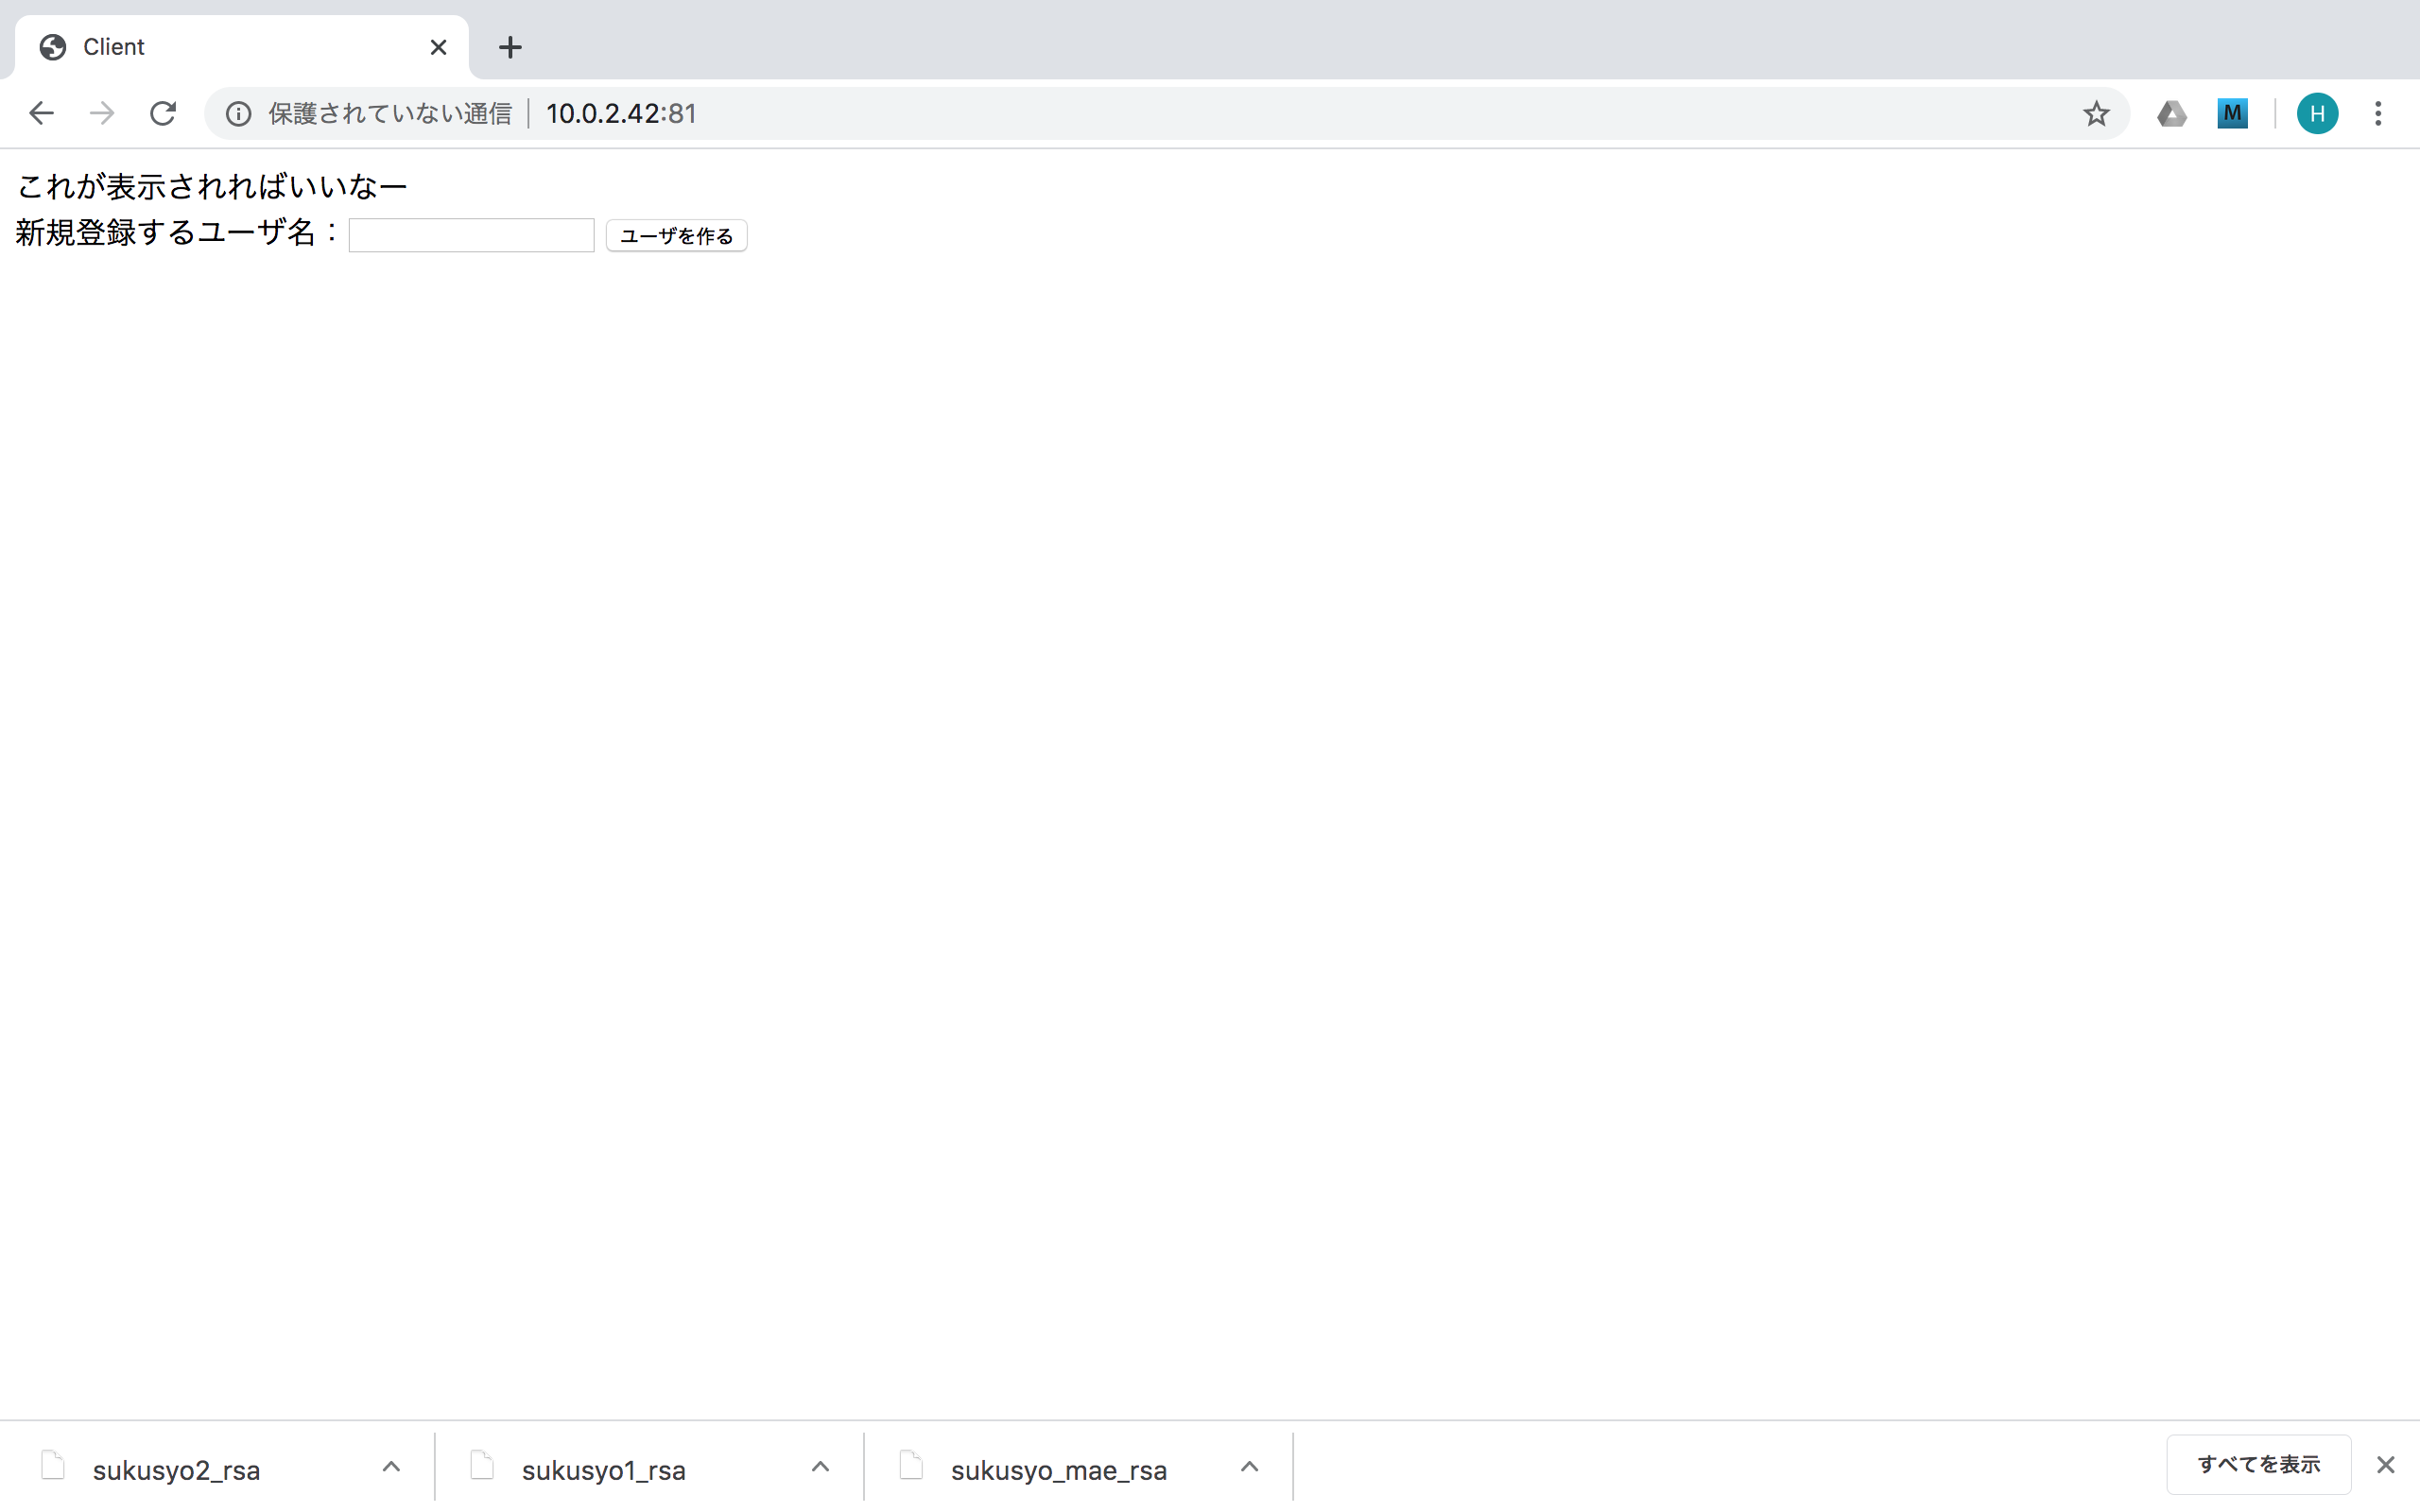 Client
保護されていない通信 10.0.2.42:81
M
H
これが表示されればいいなー
新規登録するユーザ名： ユーザを作る
sukusyo2_rsa
sukusyo1_rsa
sukusyo_mae_rsa
すべてを表示